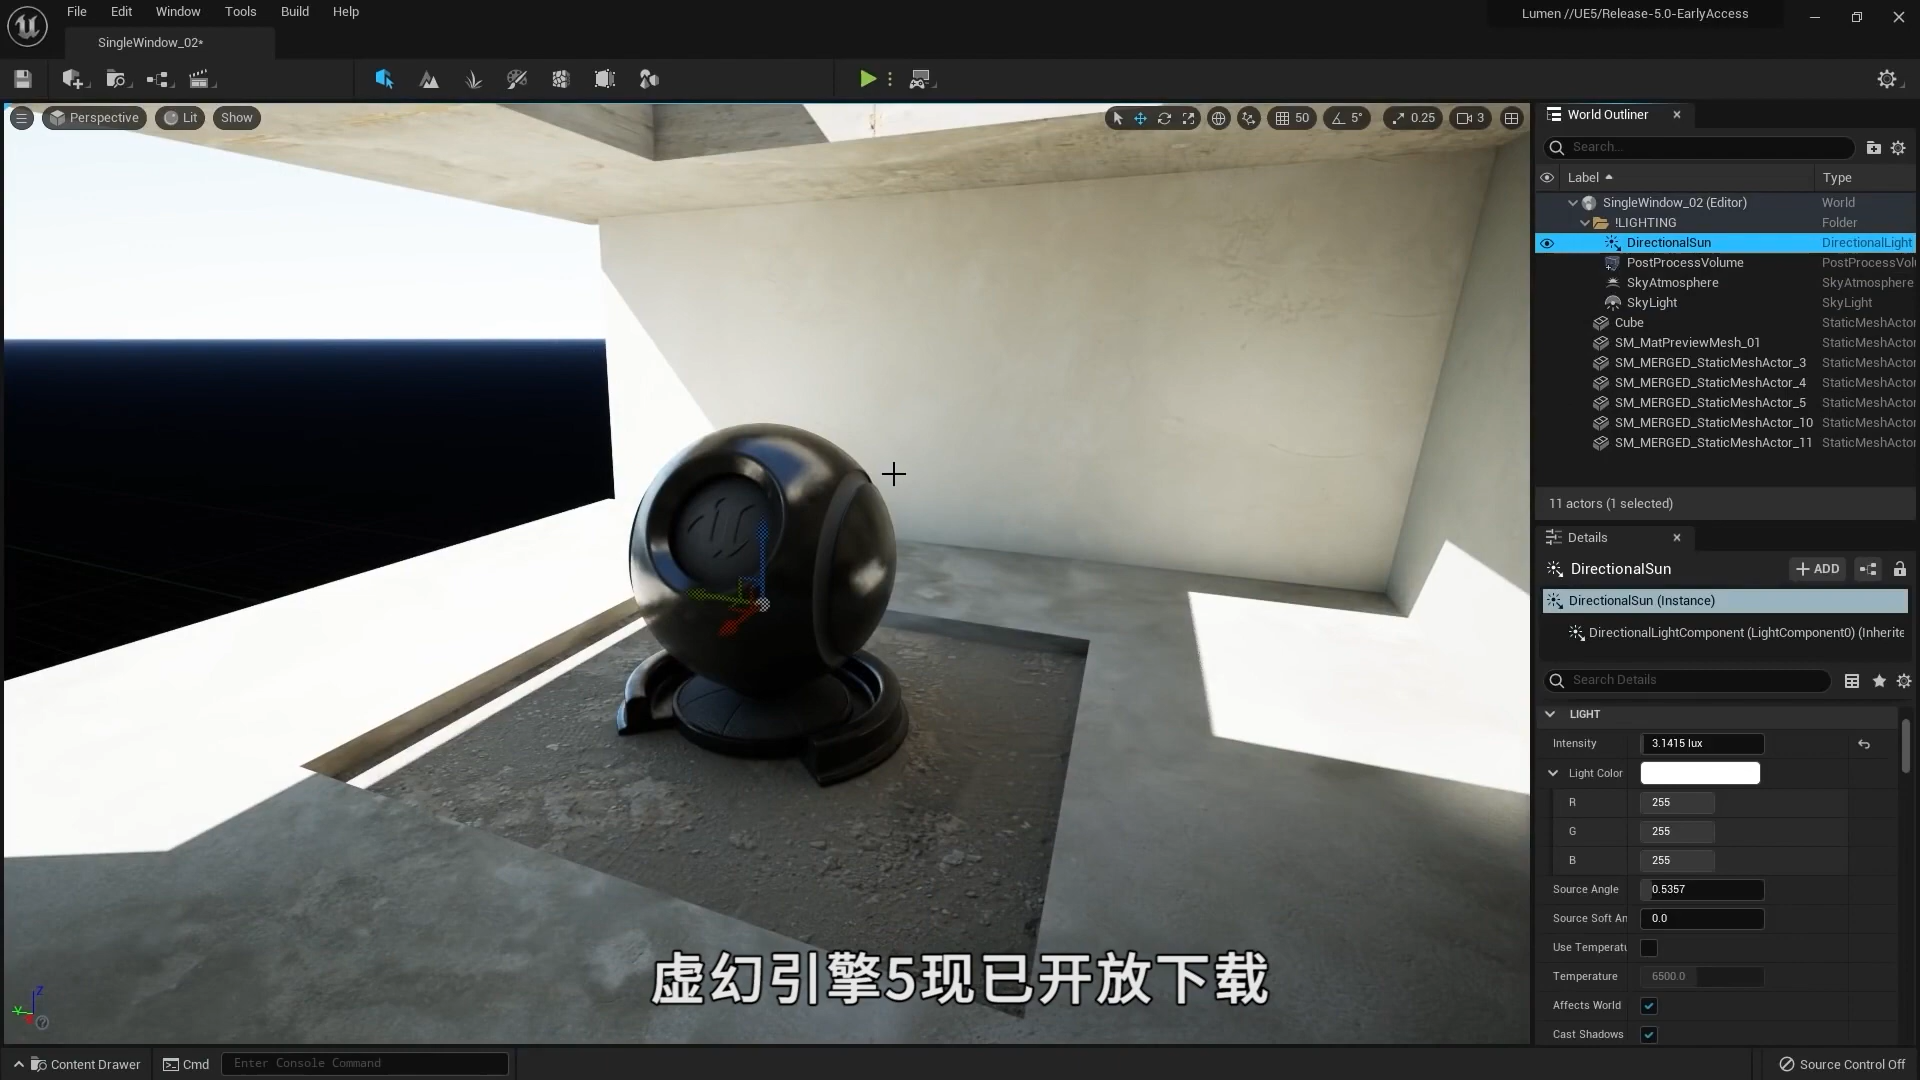 File Edit Window Tools Build Help
Lumen //UE5/Release-5.0-EarlyAccess
SingleWindow_02*
Perspective Lit Show
50 5° 0.25 3
World Outliner
Search...
Label Type
SingleWindow_02 (Editor) World
!LIGHTING Folder
DirectionalSun DirectionalLight
PostProcessVolume PostProcessVolu
SkyAtmosphere SkyAtmosphere
SkyLight SkyLight
Cube StaticMeshActor
SM_MatPreviewMesh_01 StaticMeshActor
SM_MERGED_StaticMeshActor_3 StaticMeshActor
SM_MERGED_StaticMeshActor_4 StaticMeshActor
SM_MERGED_StaticMeshActor_5 StaticMeshActor
SM_MERGED_StaticMeshActor_10 StaticMeshActor
SM_MERGED_StaticMeshActor_11 StaticMeshActor
11 actors (1 selected)
Details
DirectionalSun
ADD
DirectionalSun (Instance)
DirectionalLightComponent (LightComponent0) (Inherite
Search Details
LIGHT
Intensity 3.1415 lux
Light Color
R 255
G 255
B 255
Source Angle 0.5357
Source Soft An 0.0
Use Temperatu
Temperature 6500.0
Affects World
Cast Shadows
虚幻引擎5现已开放下载
Z
Y
Content Drawer Cmd Enter Console Command
Source Control Off